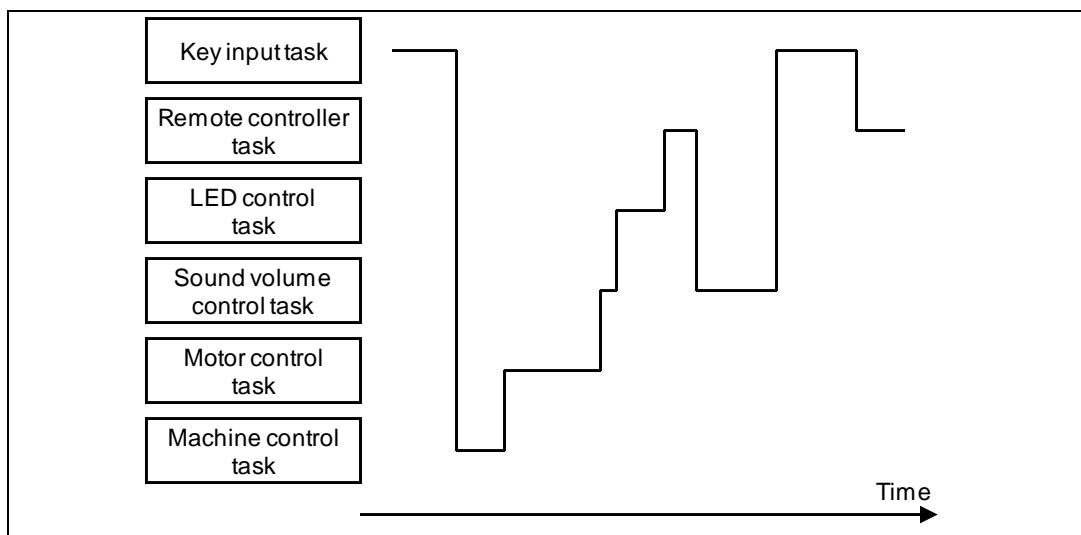 Key input task
Remote controller
task
LED control
task
Sound volume
control task
Motor control
task
Machine control
task
Time